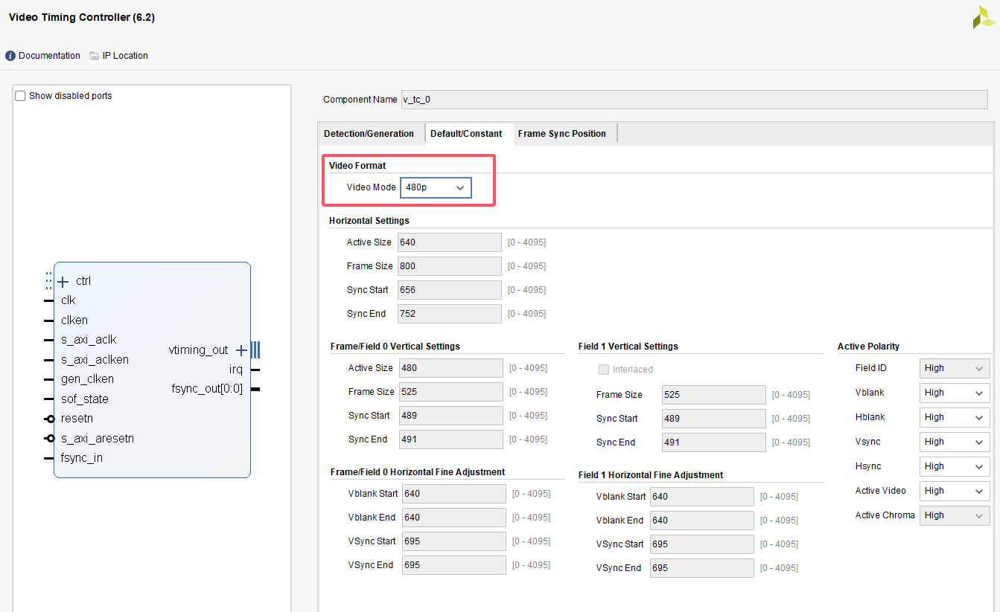 Video Timing Controller (6.2)
Documentation IP Location
Show disabled ports
ctrl
clk
clken
s_axi_aclk
s_axi_aclken
gen_clken
sof_state
resetn
s_axi_aresetn
fsync_in
vtiming_out
irq
fsync_out[0:0]
Component Name v_tc_0
Detection/Generation Default/Constant Frame Sync Position
Video Format
Video Mode 480p
Horizontal Settings
Active Size 640 [0 - 4095]
Frame Size 800 [0 - 4095]
Sync Start 656 [0 - 4095]
Sync End 752 [0 - 4095]
Frame/Field 0 Vertical Settings
Active Size 480 [0 - 4095]
Frame Size 525 [0 - 4095]
Sync Start 489 [0 - 4095]
Sync End 491 [0 - 4095]
Field 1 Vertical Settings
Interlaced
Frame Size 525 [0 - 4095]
Sync Start 489 [0 - 4095]
Sync End 491 [0 - 4095]
Active Polarity
Field ID High
Vblank High
Hblank High
Vsync High
Hsync High
Active Video High
Active Chroma High
Frame/Field 0 Horizontal Fine Adjustment
Vblank Start 640 [0 - 4095]
Vblank End 640 [0 - 4095]
VSync Start 695 [0 - 4095]
VSync End 695 [0 - 4095]
Field 1 Horizontal Fine Adjustment
Vblank Start 640 [0 - 4095]
Vblank End 640 [0 - 4095]
VSync Start 695 [0 - 4095]
VSync End 695 [0 - 4095]